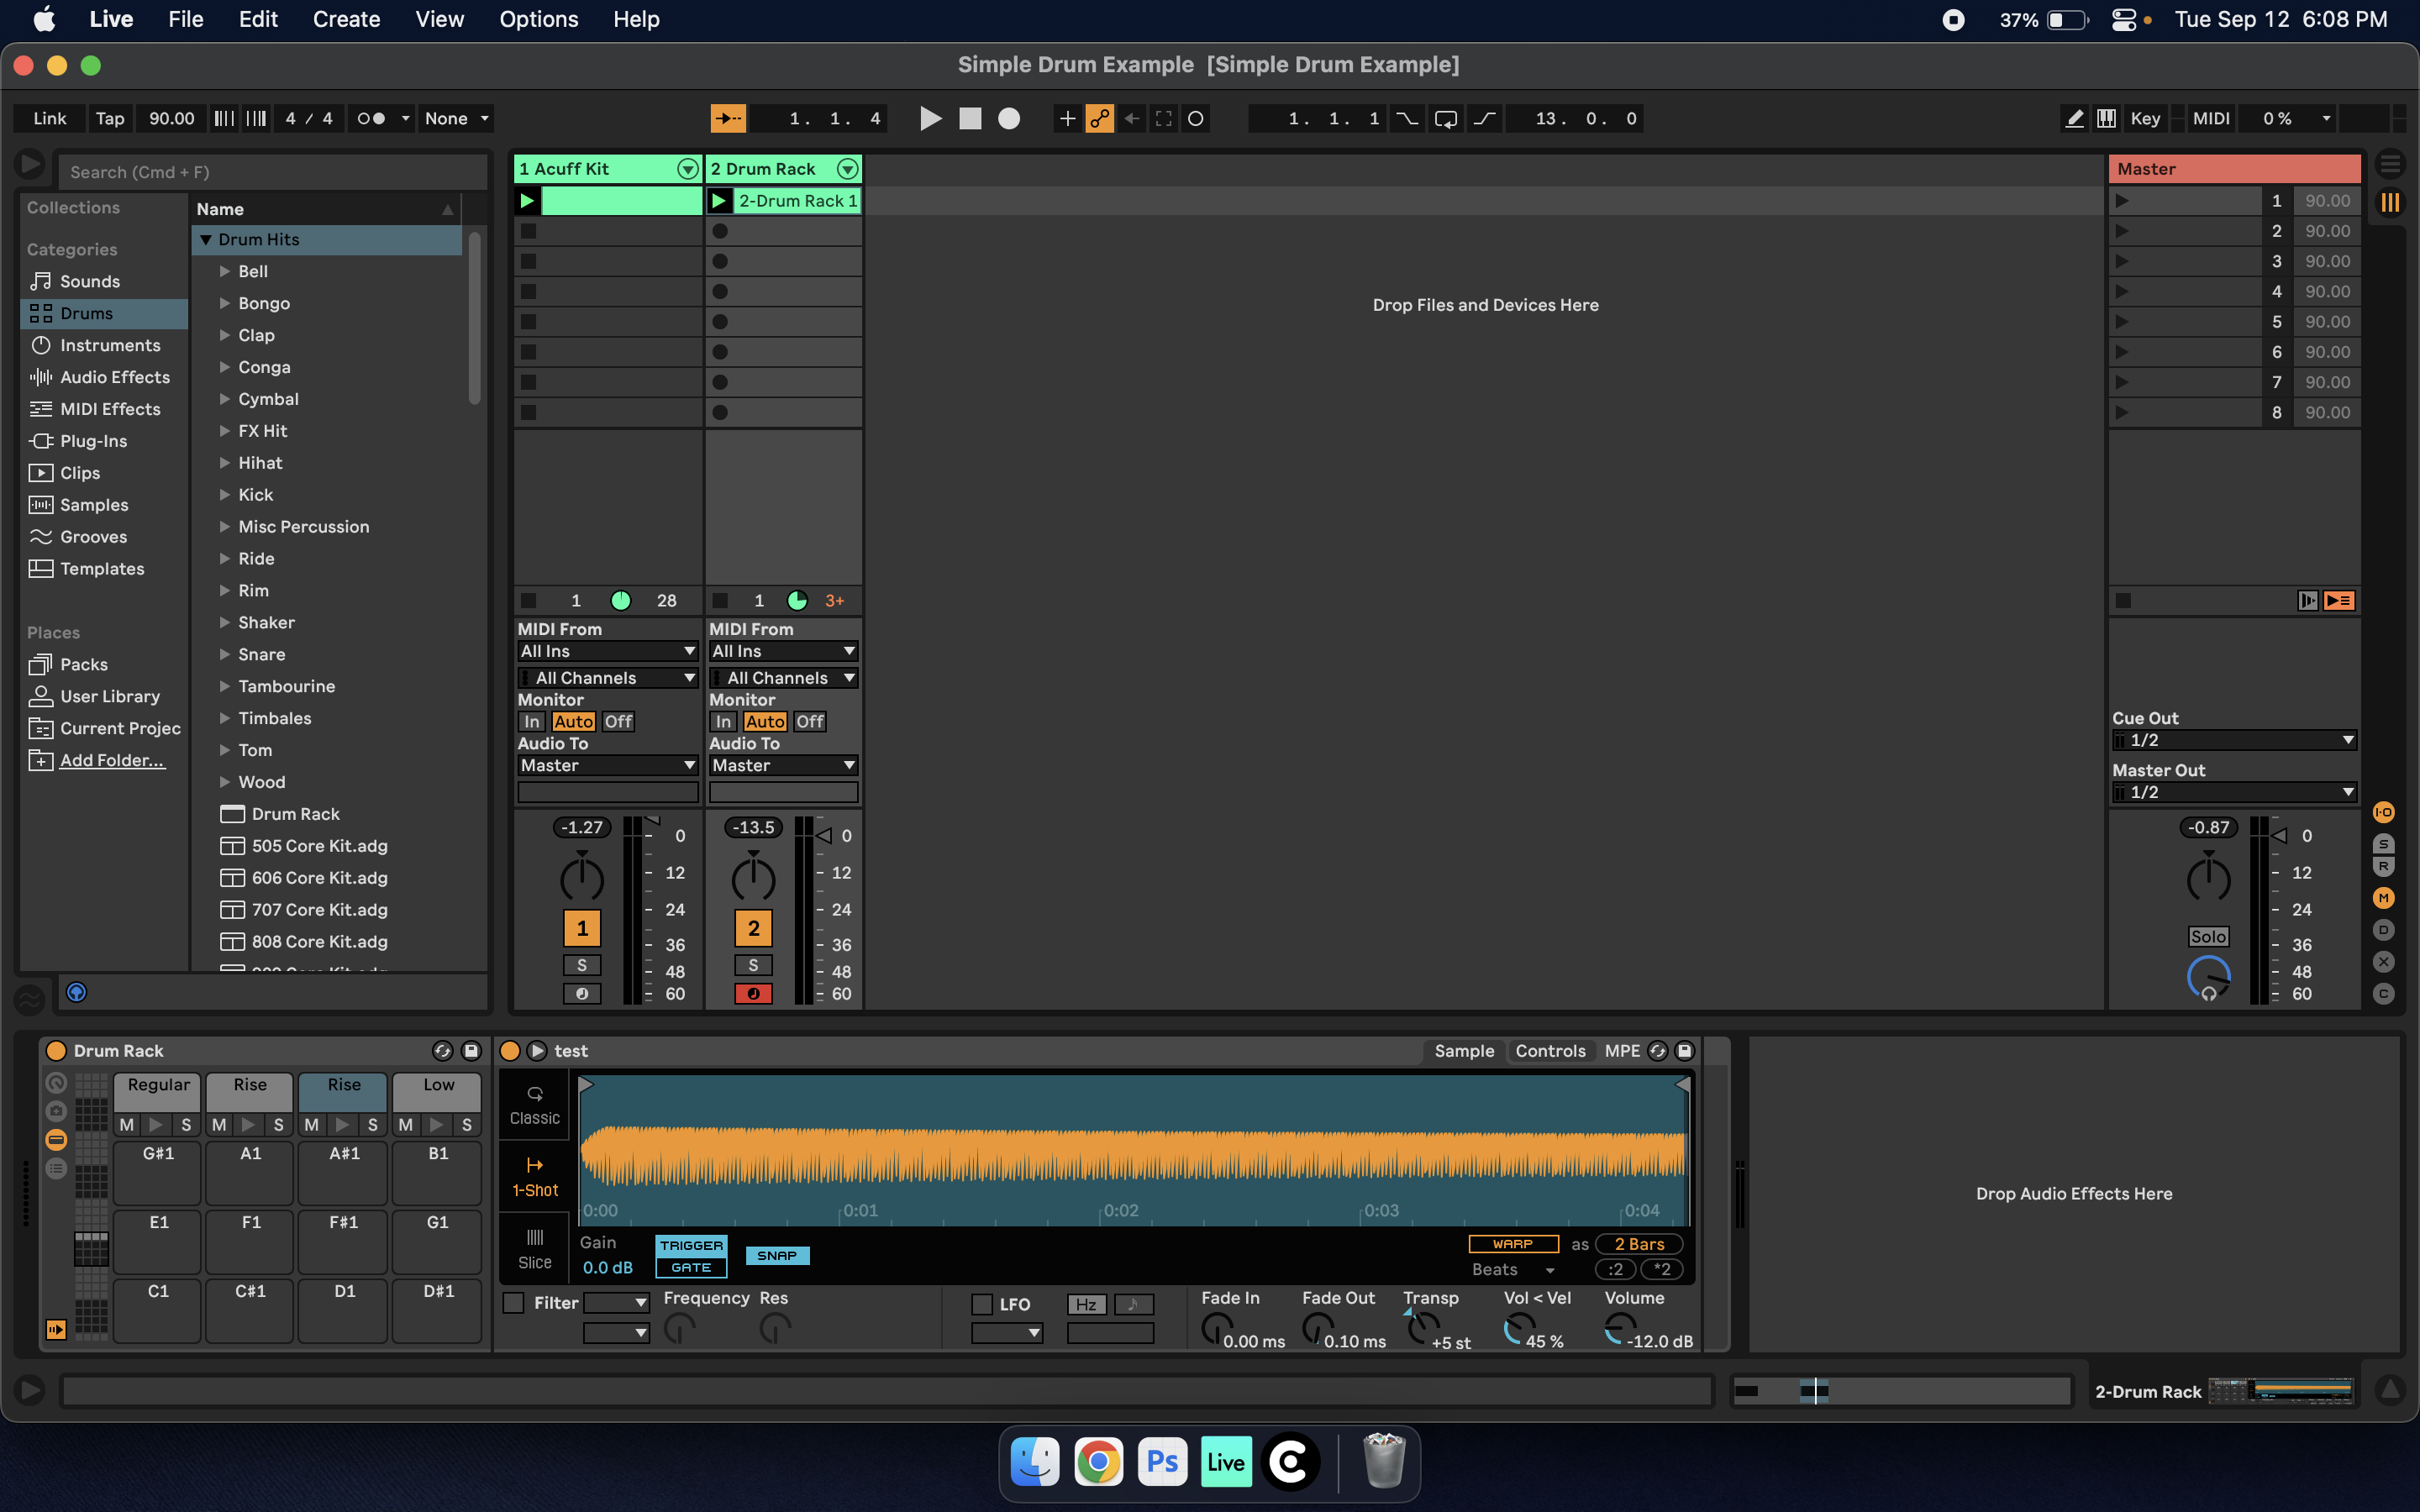 Live File Edit Create View Options Help 37% Tue Sep 12 6:08 PM
Simple Drum Example [Simple Drum Example]
Link Tap 90.00 4 / 4 None 1. 1. 4 1. 1. 1 13. 0. 0 Key MIDI 0 %
Search (Cmd + F)
Collections
Categories
Sounds
Drums
Instruments
Audio Effects
MIDI Effects
Plug-Ins
Clips
Samples
Grooves
Templates
Places
Packs
User Library
Current Projec
Add Folder...
Name
Drum Hits
Bell
Bongo
Clap
Conga
Cymbal
FX Hit
Hihat
Kick
Misc Percussion
Ride
Rim
Shaker
Snare
Tambourine
Timbales
Tom
Wood
Drum Rack
505 Core Kit.adg
606 Core Kit.adg
707 Core Kit.adg
808 Core Kit.adg
1 Acuff Kit
1 28
MIDI From
All Ins
All Channels
Monitor
In Auto Off
Audio To
Master
-1.27
0
12
24
1
36
S
48
60
2 Drum Rack
2-Drum Rack 1
1 3+
MIDI From
All Ins
All Channels
Monitor
In Auto Off
Audio To
Master
-13.5
0
12
24
2
36
S
48
60
Drop Files and Devices Here
Master
1 90.00
2 90.00
3 90.00
4 90.00
5 90.00
6 90.00
7 90.00
8 90.00
Cue Out
1/2
Master Out
1/2
-0.87
0
12
24
Solo
36
48
60
I-O
S
R
M
D
X
C
Drum Rack
Regular Rise Rise Low
M S M S M S M S
G#1 A1 A#1 B1
E1 F1 F#1 G1
C1 C#1 D1 D#1
test Sample Controls MPE
Classic
1-Shot
Slice
0:00 0:01 0:02 0:03 0:04
Gain
0.0 dB
TRIGGER
GATE
SNAP
WARP as 2 Bars
Beats :2 *2
Filter Frequency Res
LFO Hz
Fade In
0.00 ms
Fade Out
0.10 ms
Transp
+5 st
Vol < Vel
45 %
Volume
-12.0 dB
Drop Audio Effects Here
2-Drum Rack
Ps Live